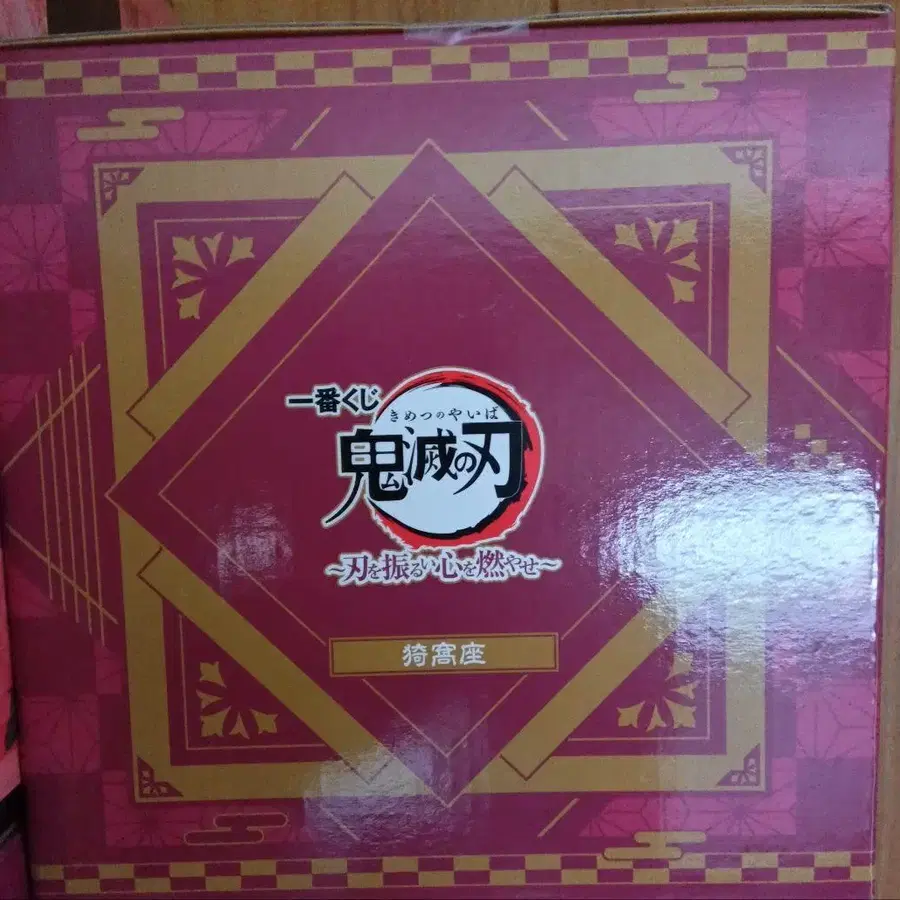 一番くじ
きめつのやいば
鬼滅の刃
～刃を振るい心を燃やせ～
猗窩座